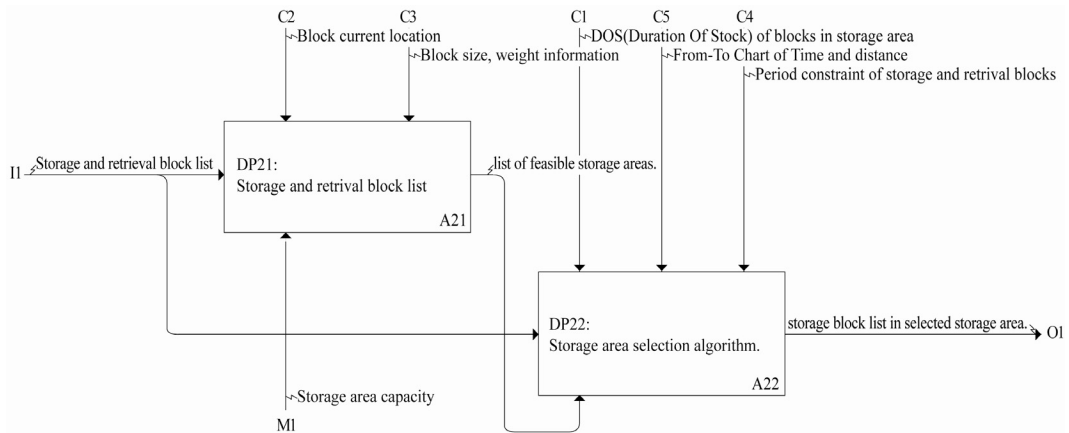 C2
C3
C1
C5
C4
Block current location
DOS(Duration Of Stock) of blocks in storage area
Block size, weight information
From-To Chart of Time and distance
Period constraint of storage and retrival blocks
I1
Storage and retrieval block list
DP21:
Storage and retrival block list
A21
list of feasible storage areas.
DP22:
Storage area selection algorithm.
A22
storage block list in selected storage area.
O1
Storage area capacity
M1